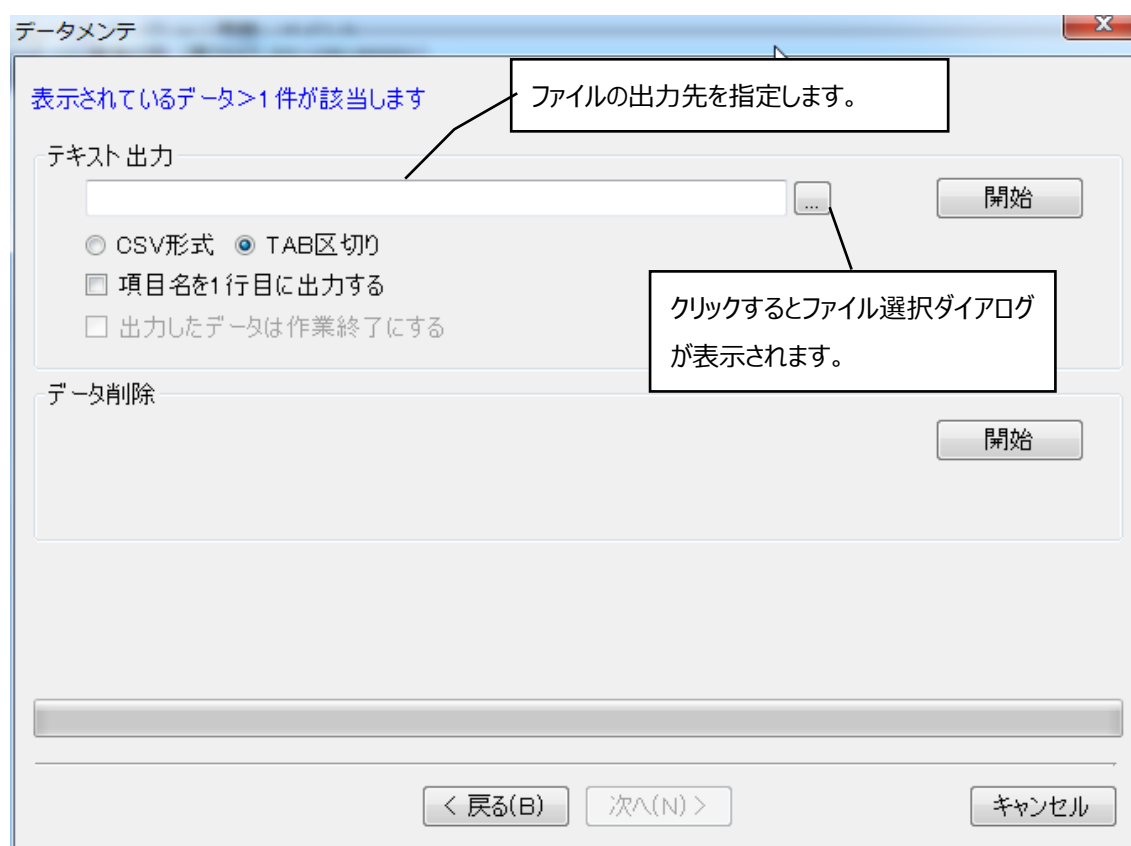 データメンテ
表示されているデータ>1件が該当します
ファイルの出力先を指定します。
テキスト出力
...
開始
CSV形式
TAB区切り
項目名を1行目に出力する
出力したデータは作業終了にする
クリックするとファイル選択ダイアログ
が表示されます。
データ削除
開始
< 戻る(B)
次へ(N) >
キャンセル